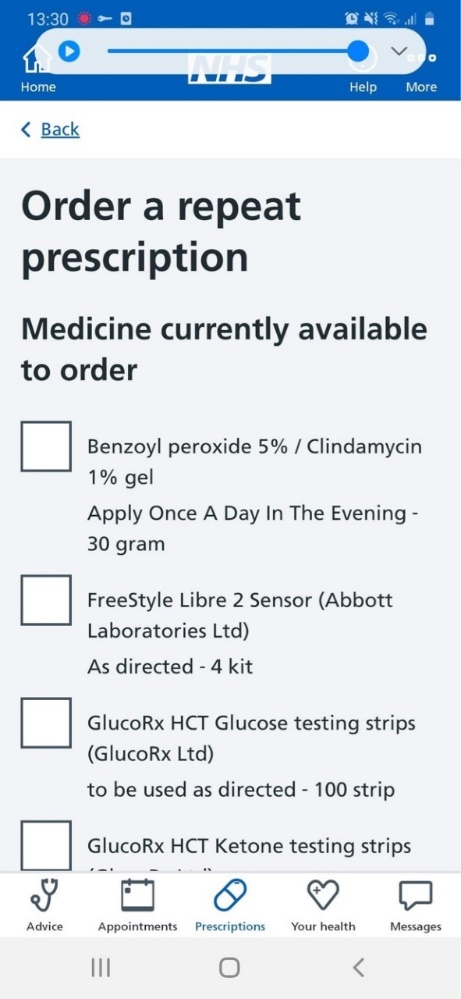 13:30
NHS
Home
Help
More
Back
Order a repeat
prescription
Medicine currently available
to order
Benzoyl peroxide 5% / Clindamycin
1% gel
Apply Once A Day In The Evening -
30 gram
FreeStyle Libre 2 Sensor (Abbott
Laboratories Ltd)
As directed - 4 kit
GlucoRx HCT Glucose testing strips
(GlucoRx Ltd)
to be used as directed - 100 strip
GlucoRx HCT Ketone testing strips
Advice
Appointments
Prescriptions
Your health
Messages